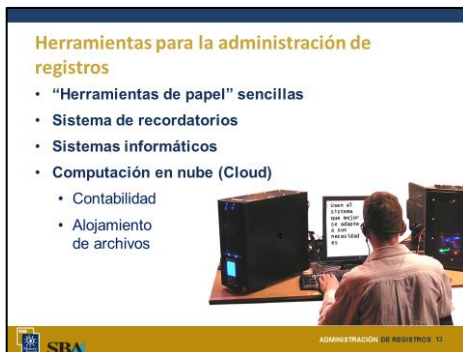 Herramientas para la administración de
registros
• “Herramientas de papel” sencillas
• Sistema de recordatorios
• Sistemas informáticos
• Computación en nube (Cloud)
• Contabilidad
• Alojamiento
de archivos
Usen el
sistema
que mejor
se adapte
a sus
necesidad
es
SBA
ADMINISTRACIÓN DE REGISTROS 12